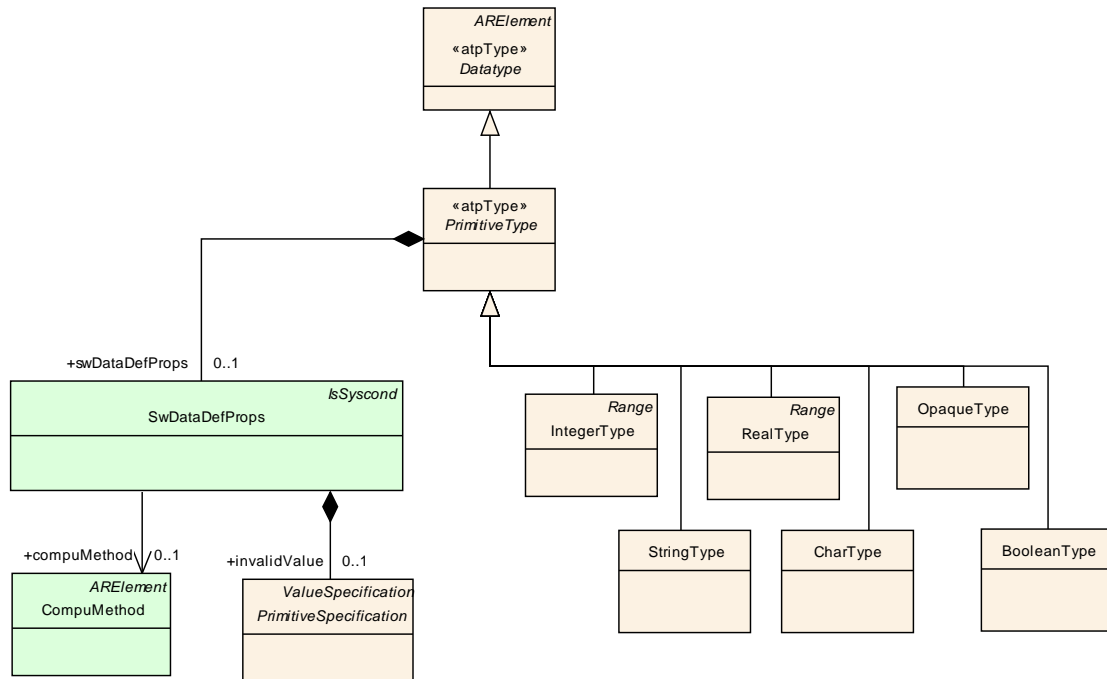 ARElement
«atpType»
Datatype
«atpType»
PrimitiveType
+swDataDefProps 0..1
IsSyscond
SwDataDefProps
+compuMethod 0..1
ARElement
CompuMethod
+invalidValue 0..1
ValueSpecification
PrimitiveSpecification
Range
IntegerType
Range
RealType
OpaqueType
StringType
CharType
BooleanType